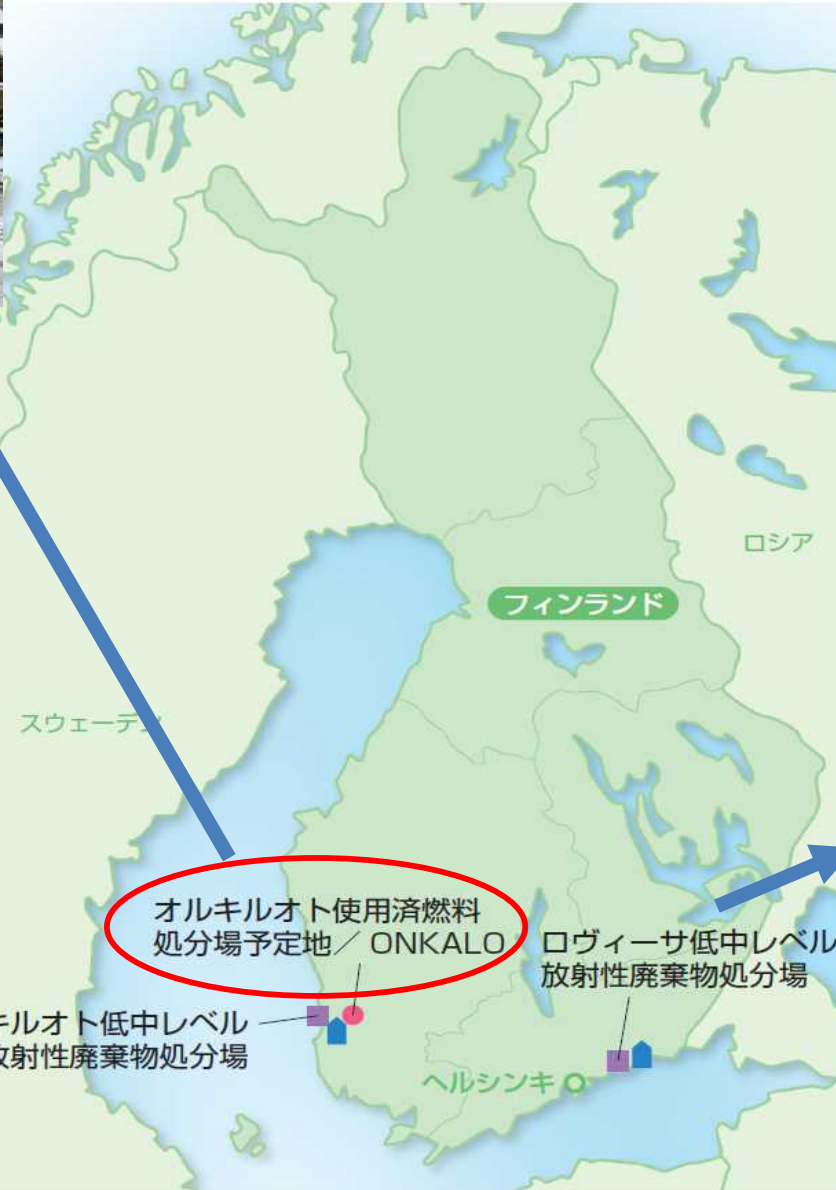 ロシア
フィンランド
スウェーデン
オルキルオト使用済燃料
処分場予定地／ ONKALO
ロヴィーサ低中レベル
放射性廃棄物処分場
キルオト低中レベル
放射性廃棄物処分場
ヘルシンキ